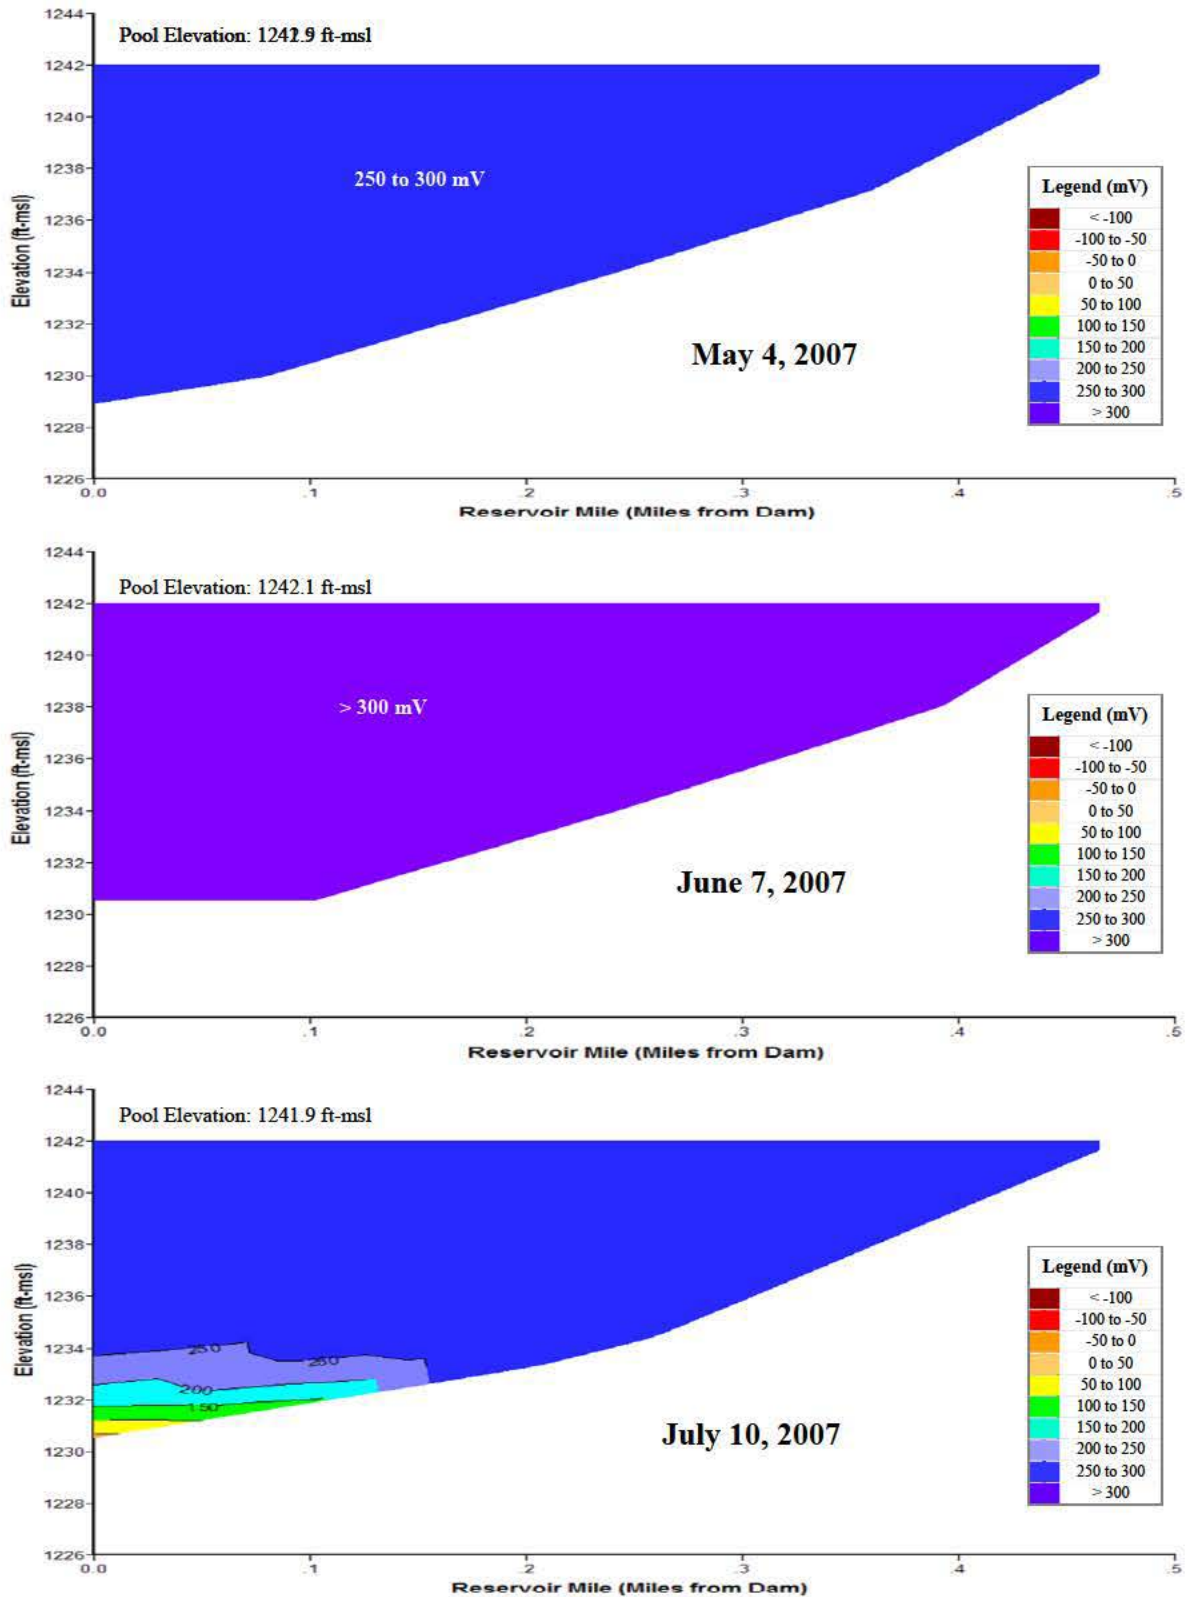 1244
Pool Elevation: 1242.9 ft-msl
1242
1240
1238
250 to 300 mV
1236
1234
1232
1230
1228
1226
Elevation (ft-msl)
May 4, 2007
Legend (mV)
< -100
-100 to -50
-50 to 0
0 to 50
50 to 100
100 to 150
150 to 200
200 to 250
250 to 300
> 300
0.0 .1 .2 .3 .4 .5
Reservoir Mile (Miles from Dam)
1244
Pool Elevation: 1242.1 ft-msl
1242
1240
1238
> 300 mV
1236
1234
1232
1230
1228
1226
Elevation (ft-msl)
June 7, 2007
Legend (mV)
< -100
-100 to -50
-50 to 0
0 to 50
50 to 100
100 to 150
150 to 200
200 to 250
250 to 300
> 300
0.0 .1 .2 .3 .4 .5
Reservoir Mile (Miles from Dam)
1244
Pool Elevation: 1241.9 ft-msl
1242
1240
1238
1236
1234
1232
1230
1228
1226
Elevation (ft-msl)
250
250
200
150
July 10, 2007
Legend (mV)
< -100
-100 to -50
-50 to 0
0 to 50
50 to 100
100 to 150
150 to 200
200 to 250
250 to 300
> 300
0.0 .1 .2 .3 .4 .5
Reservoir Mile (Miles from Dam)